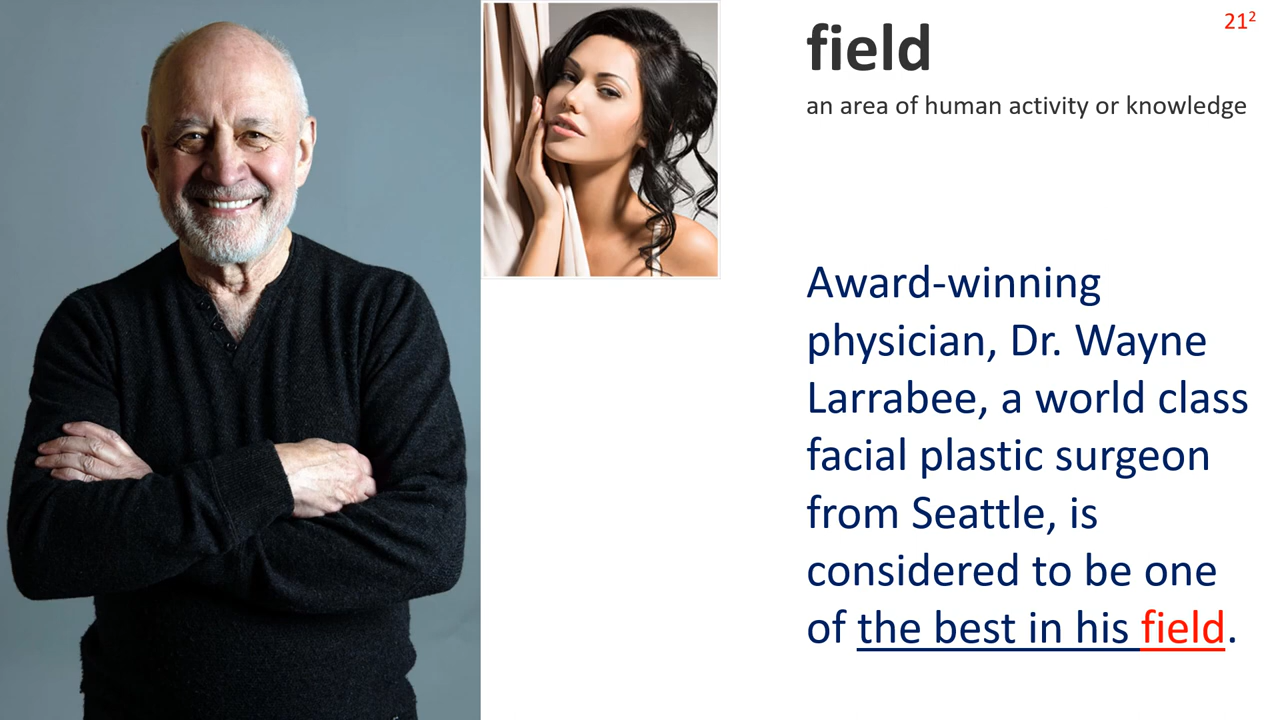 field
21²
an area of human activity or knowledge
Award-winning
physician, Dr. Wayne
Larrabee, a world class
facial plastic surgeon
from Seattle, is
considered to be one
of the best in his field.